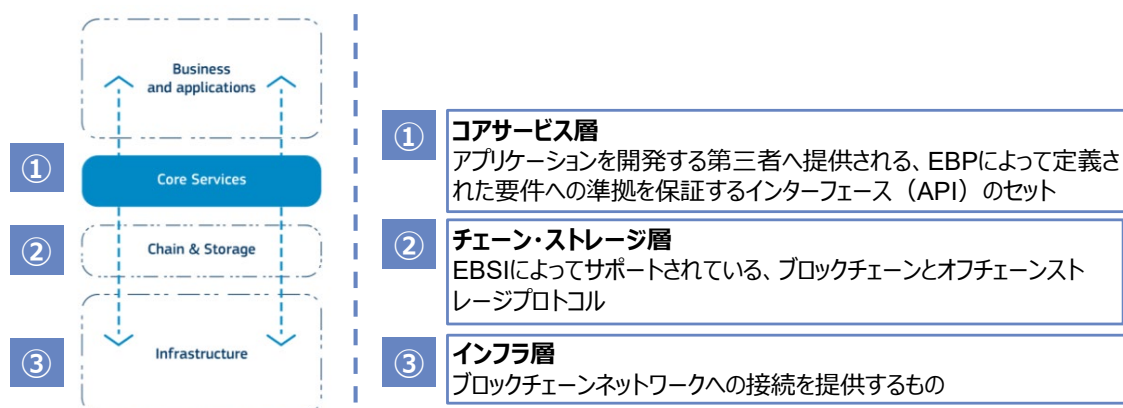 Business
and applications
①
Core Services
②
Chain & Storage
③
Infrastructure
①
コアサービス層
アプリケーションを開発する第三者へ提供される、EBPによって定義さ
れた要件への準拠を保証するインターフェース（API）のセット
②
チェーン・ストレージ層
EBSIによってサポートされている、ブロックチェーンとオフチェーンスト
レージプロトコル
③
インフラ層
ブロックチェーンネットワークへの接続を提供するもの